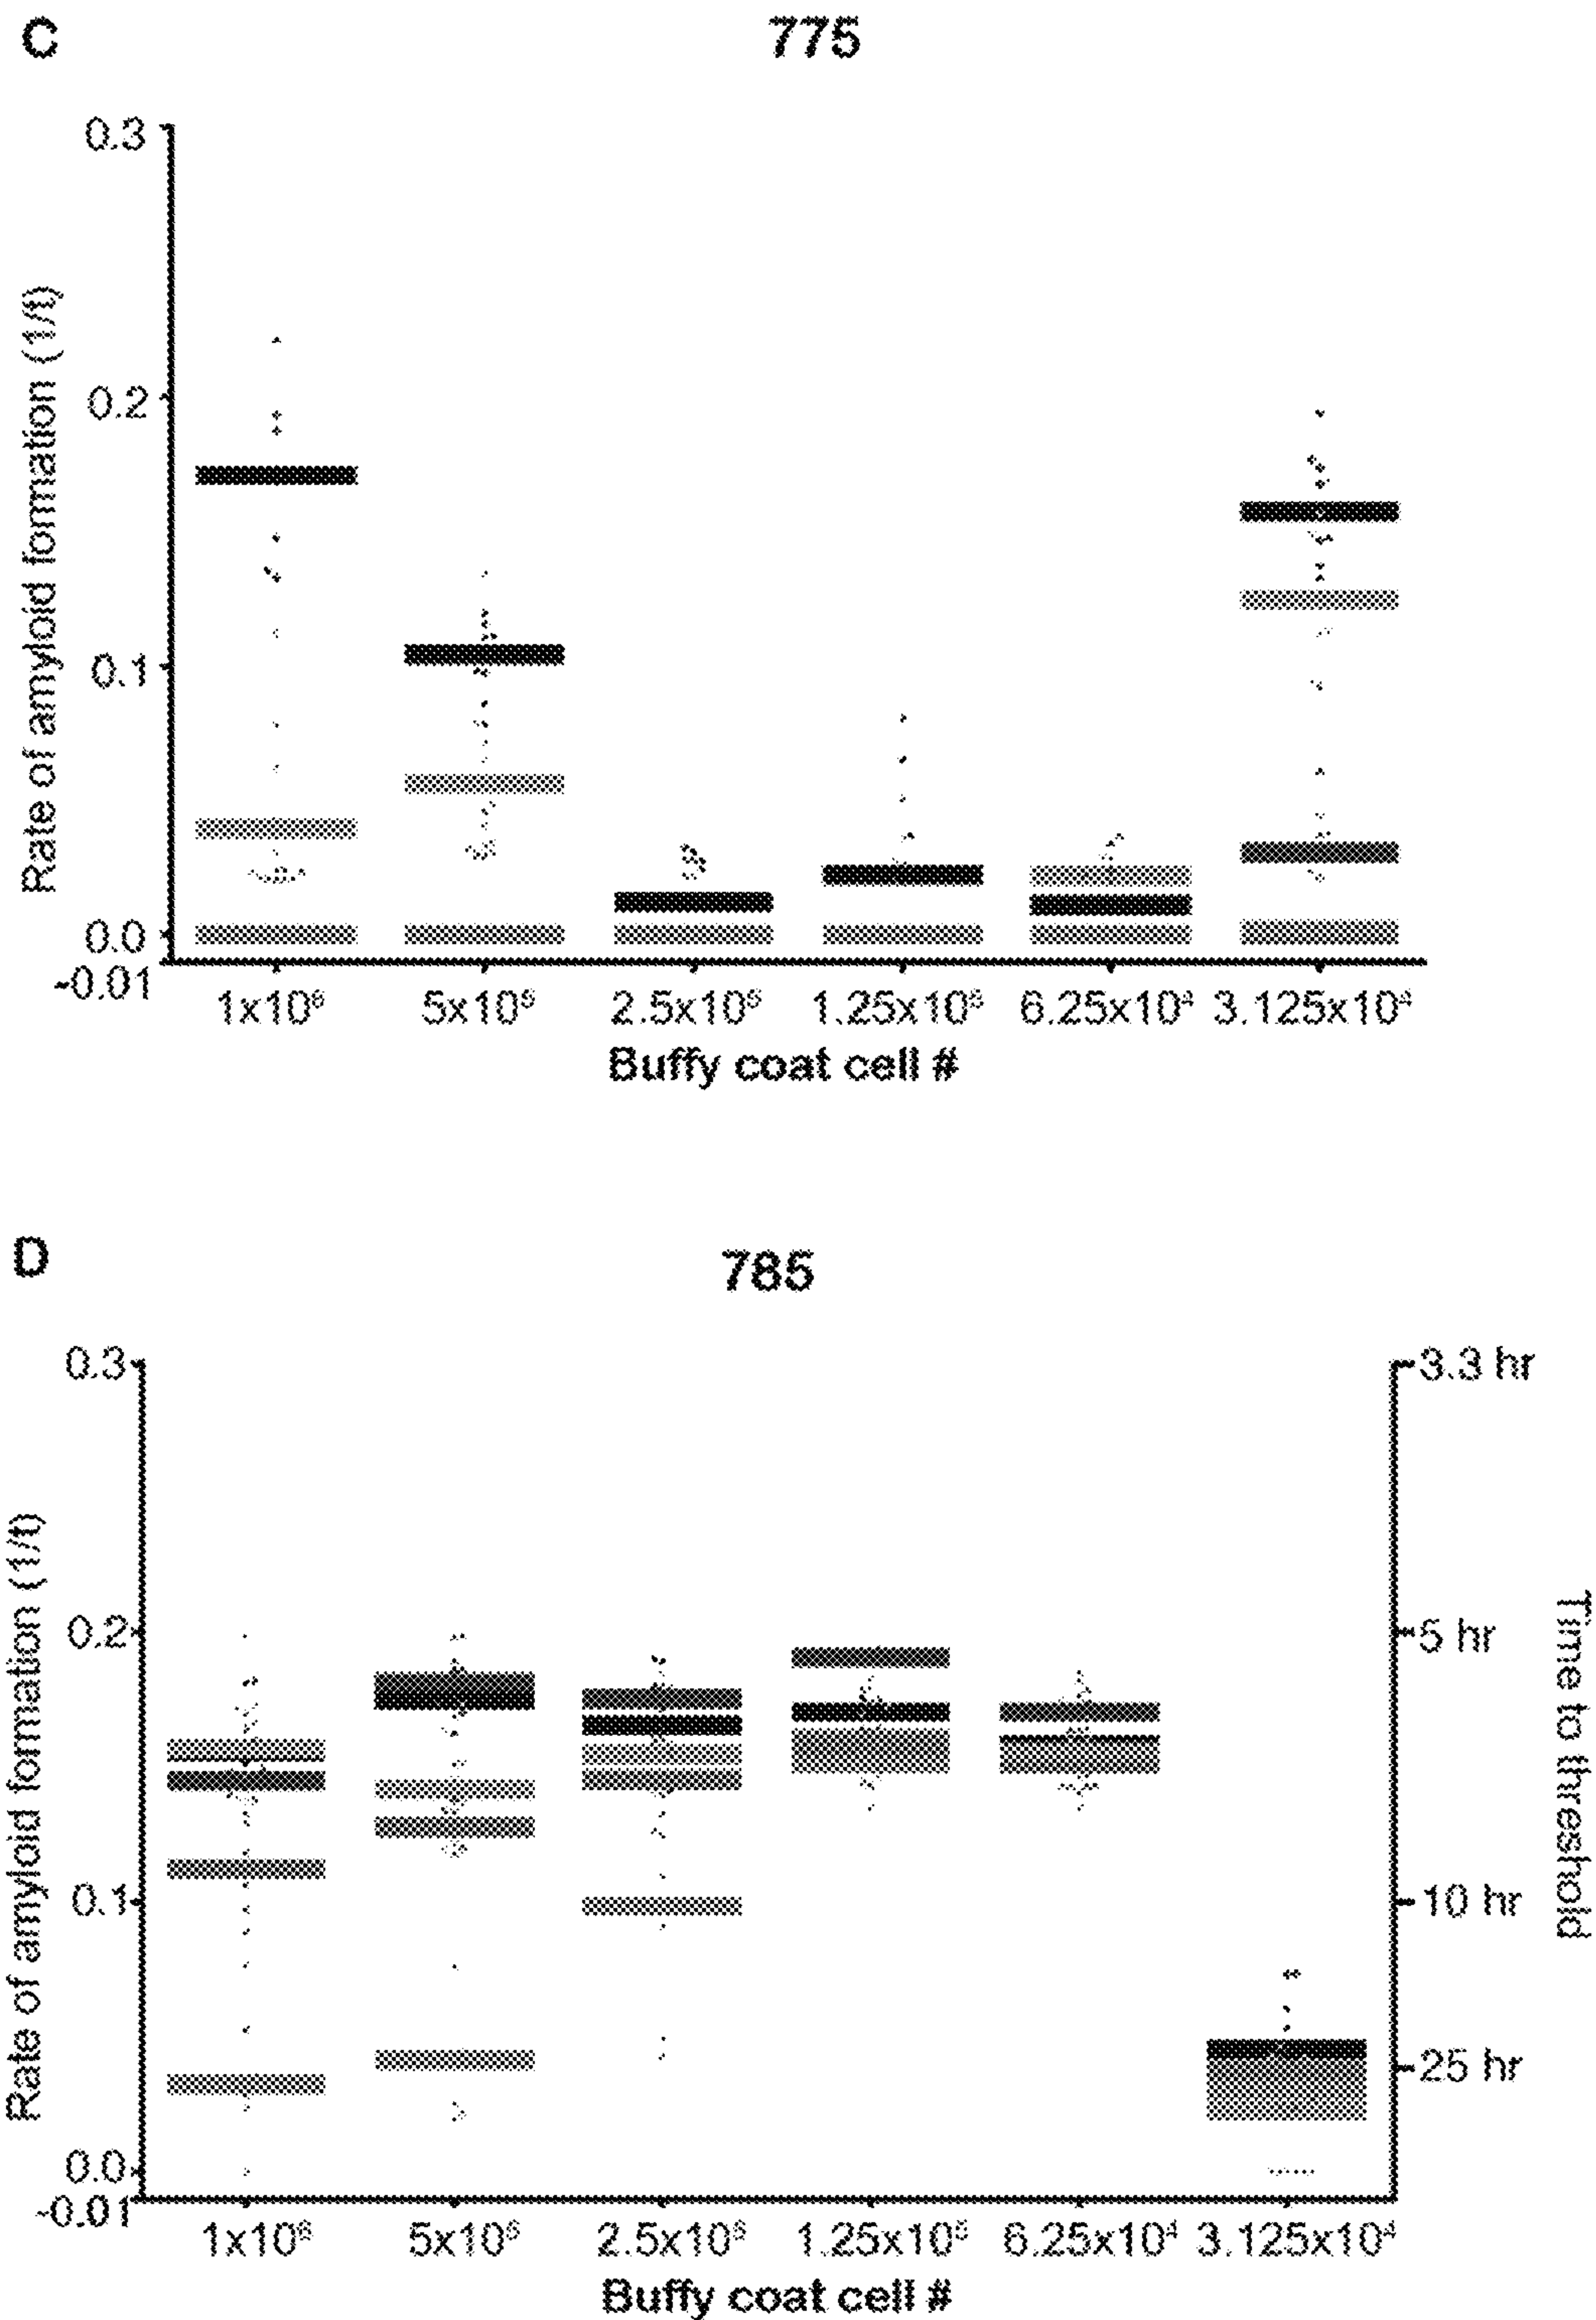 C
775
0.3
0.2
0.1
0.0
-0.01
Rate of amyloid formation (1/t)
1x10⁶ 5x10⁵ 2.5x10⁵ 1.25x10⁵ 6.25x10⁴ 3.125x10⁴
Buffy coat cell #
D
785
0.3
0.2
0.1
0.0
-0.01
Rate of amyloid formation (1/t)
3.3 hr
5 hr
10 hr
25 hr
Time to threshold
1x10⁶ 5x10⁵ 2.5x10⁵ 1.25x10⁵ 6.25x10⁴ 3.125x10⁴
Buffy coat cell #